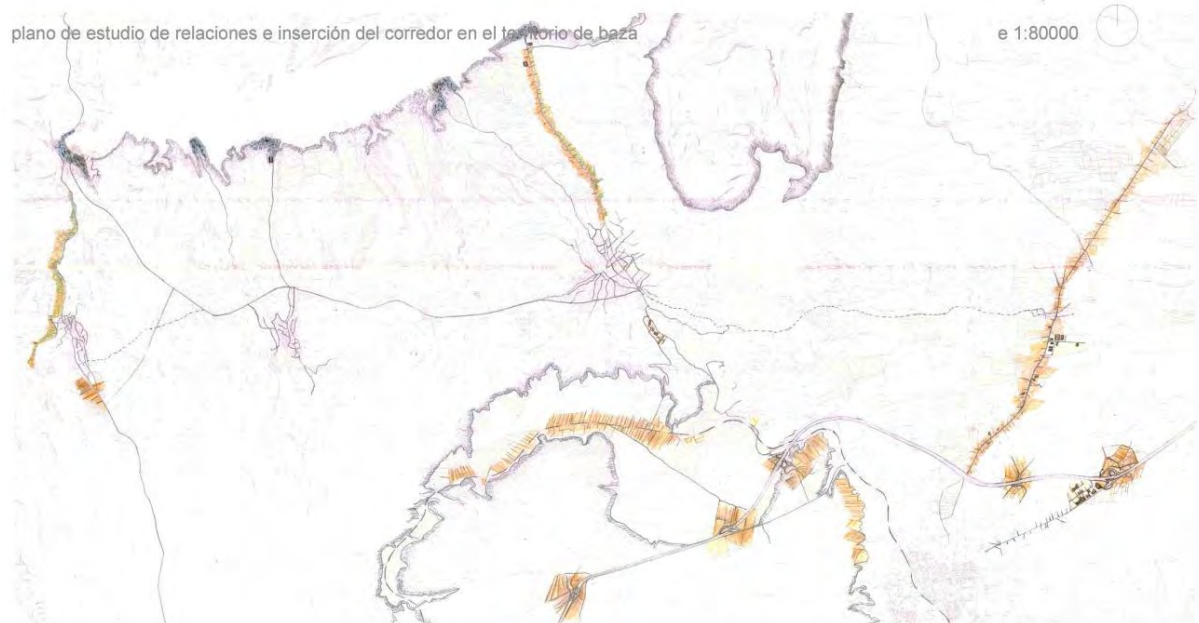 plano de estudio de relaciones e inserción del corredor en el territorio de baza
e 1:80000